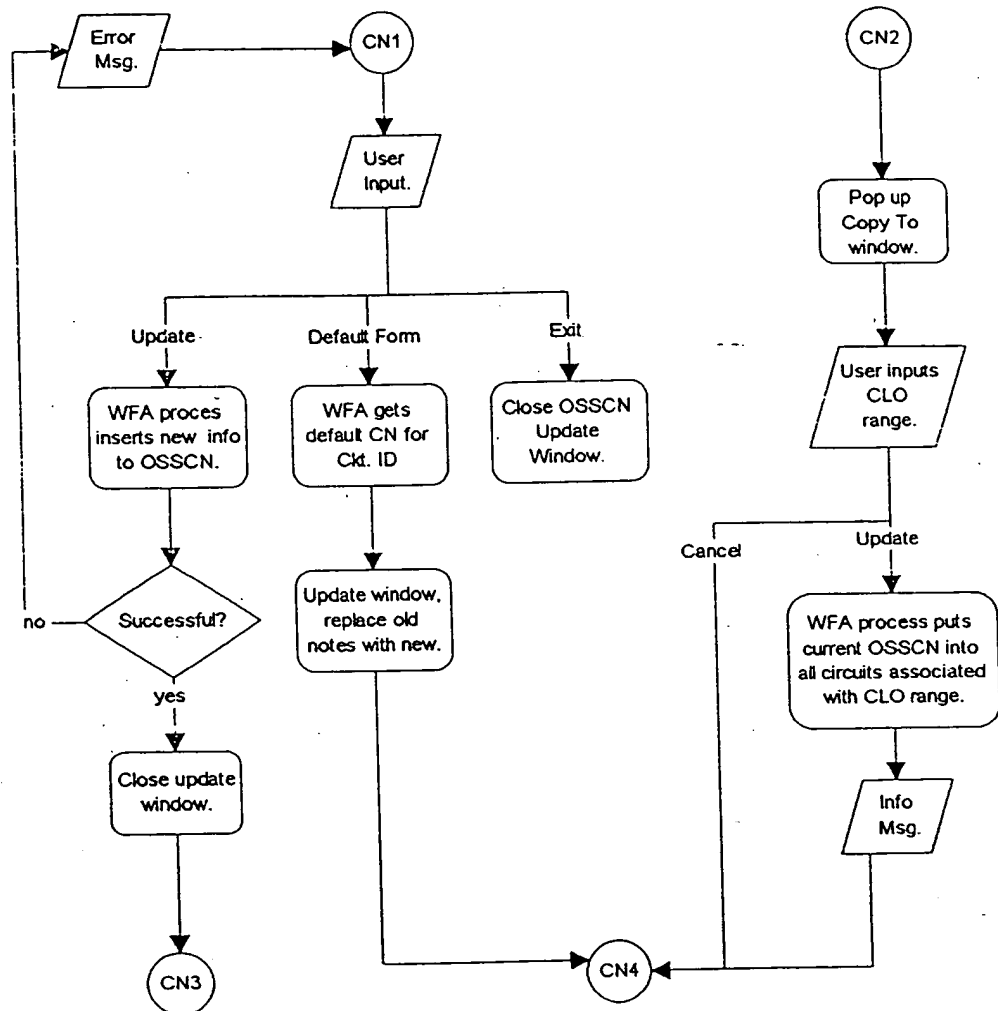 Error
Msg.
CN1
CN2
User
Input.
Pop up
Copy To
window.
Update
Default Form
Exit
User inputs
CLO
range.
WFA proces
inserts new info
to OSSCN.
WFA gets
default CN for
Ckt. ID
Close OSSCN
Update
Window.
Cancel
Update
no
Successful?
Update window,
replace old
notes with new.
WFA process puts
current OSSCN into
all circuits associated
with CLO range.
yes
Close update
window.
Info
Msg.
CN3
CN4